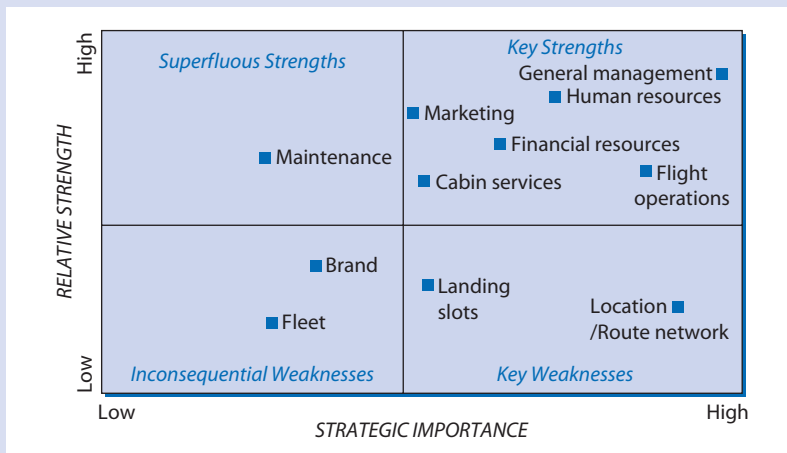 High
Superfluous Strengths
Key Strengths
General management
Human resources
Marketing
Financial resources
Maintenance
Cabin services
Flight
operations
RELATIVE STRENGTH
Brand
Landing
slots
Location
/Route network
Fleet
Low
Inconsequential Weaknesses
Key Weaknesses
Low
High
STRATEGIC IMPORTANCE